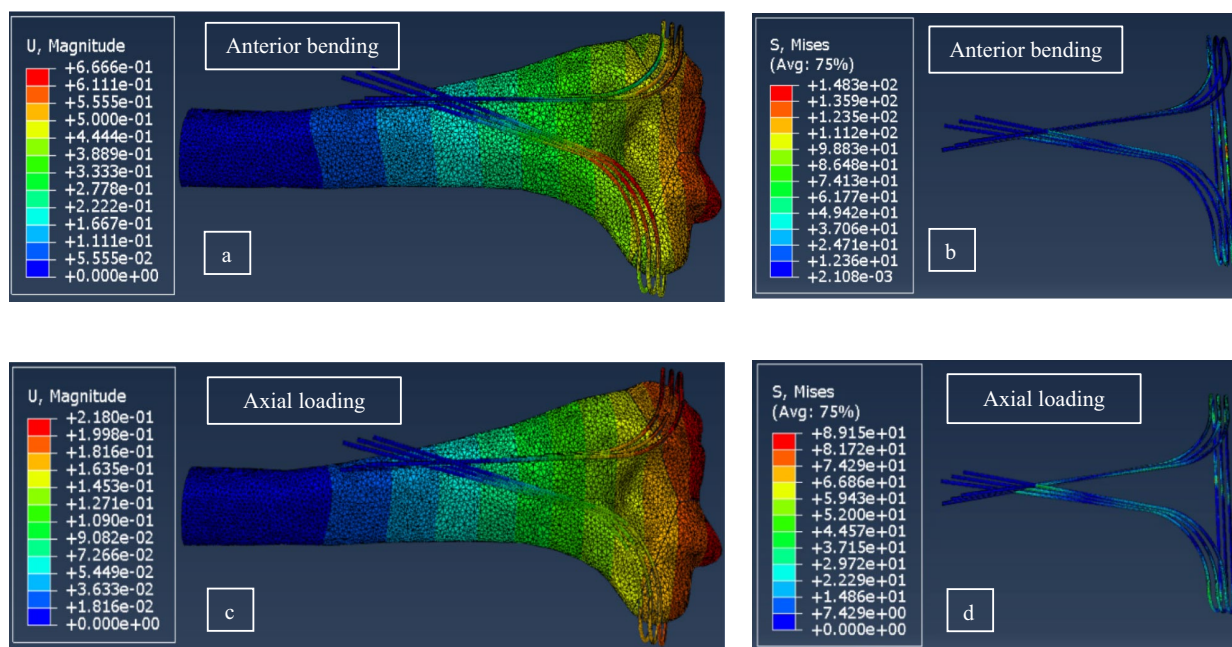 U, Magnitude
+6.666e-01
+6.111e-01
+5.555e-01
+5.000e-01
+4.444e-01
+3.889e-01
+3.333e-01
+2.778e-01
+2.222e-01
+1.667e-01
+1.111e-01
+5.555e-02
+0.000e+00
Anterior bending
a
S, Mises
(Avg: 75%)
+1.483e+02
+1.359e+02
+1.235e+02
+1.112e+02
+9.883e+01
+8.648e+01
+7.413e+01
+6.177e+01
+4.942e+01
+3.706e+01
+2.471e+01
+1.236e+01
+2.108e-03
Anterior bending
b
U, Magnitude
+2.180e-01
+1.998e-01
+1.816e-01
+1.635e-01
+1.453e-01
+1.271e-01
+1.090e-01
+9.082e-02
+7.266e-02
+5.449e-02
+3.633e-02
+1.816e-02
+0.000e+00
Axial loading
c
S, Mises
(Avg: 75%)
+8.915e+01
+8.172e+01
+7.429e+01
+6.686e+01
+5.943e+01
+5.200e+01
+4.457e+01
+3.715e+01
+2.972e+01
+2.229e+01
+1.486e+01
+7.429e+00
+0.000e+00
Axial loading
d